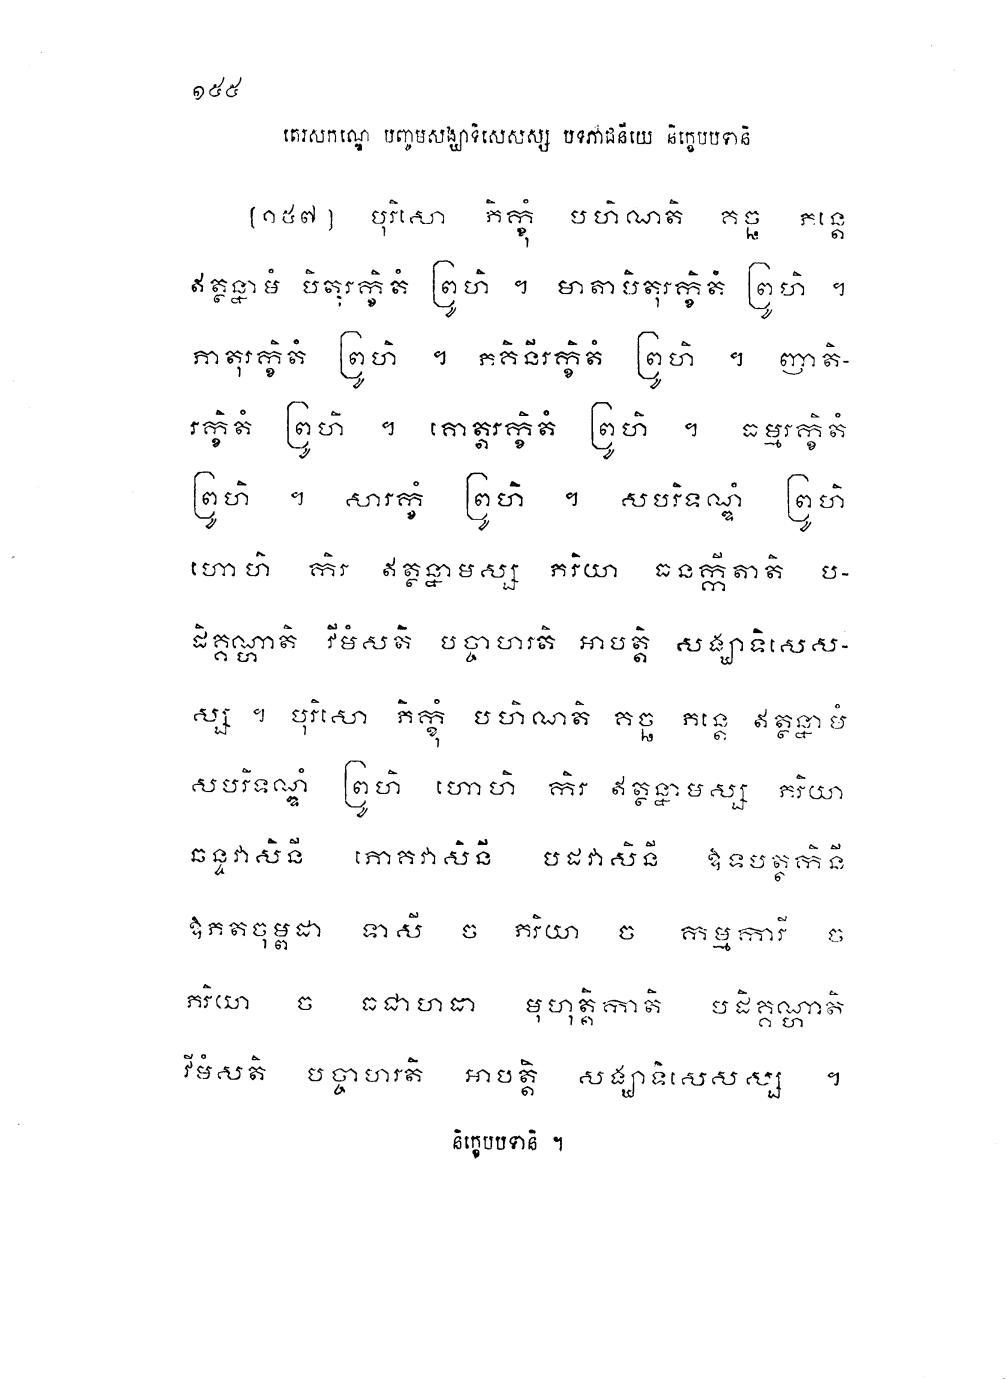 ១៥៥
តេរសកណ្ឌេ បញ្ចមសង្ឃាទិសេសស្ស បទភាជនីយេ និក្ខេបបទានិ
(១៥៧) បុរិសោ ភិក្ខុំ បហិណតិ គច្ឆ ភន្តេ
ឥត្ថន្នាមំ បិតុរក្ខិតំ ព្រូហិ ។ មាតាបិតុរក្ខិតំ ព្រូហិ ។
ភាតុរក្ខិតំ ព្រូហិ ។ ភគិនីរក្ខិតំ ព្រូហិ ។ ញាតិ-
រក្ខិតំ ព្រូហិ ។ គោត្តរក្ខិតំ ព្រូហិ ។ ធម្មរក្ខិតំ
ព្រូហិ ។ សារក្ខំ ព្រូហិ ។ សបរិទណ្ឌំ ព្រូហិ
ហោហិ កិរ ឥត្ថន្នាមស្ស ភរិយា ធនក្កីតាតិ ប-
ដិគ្គណ្ហាតិ វីមំសតិ បច្ចាហរតិ អាបត្តិ សង្ឃាទិសេស-
ស្ស ។ បុរិសោ ភិក្ខុំ បហិណតិ គច្ឆ ភន្តេ ឥត្ថន្នាមំ
សបរិទណ្ឌំ ព្រូហិ ហោហិ កិរ ឥត្ថន្នាមស្ស ភរិយា
ឆន្ទវាសិនី ភោគវាសិនី បដវាសិនី ឱទបត្តកិនី
ឱភតចុម្ពដា ទាសី ច ភរិយា ច កម្មការី ច
ភរិយា ច ធជាហដា មុហុត្តិកាតិ បដិគ្គណ្ហាតិ
វីមំសតិ បច្ចាហរតិ អាបត្តិ សង្ឃាទិសេសស្ស ។
និក្ខេបបទានិ ។